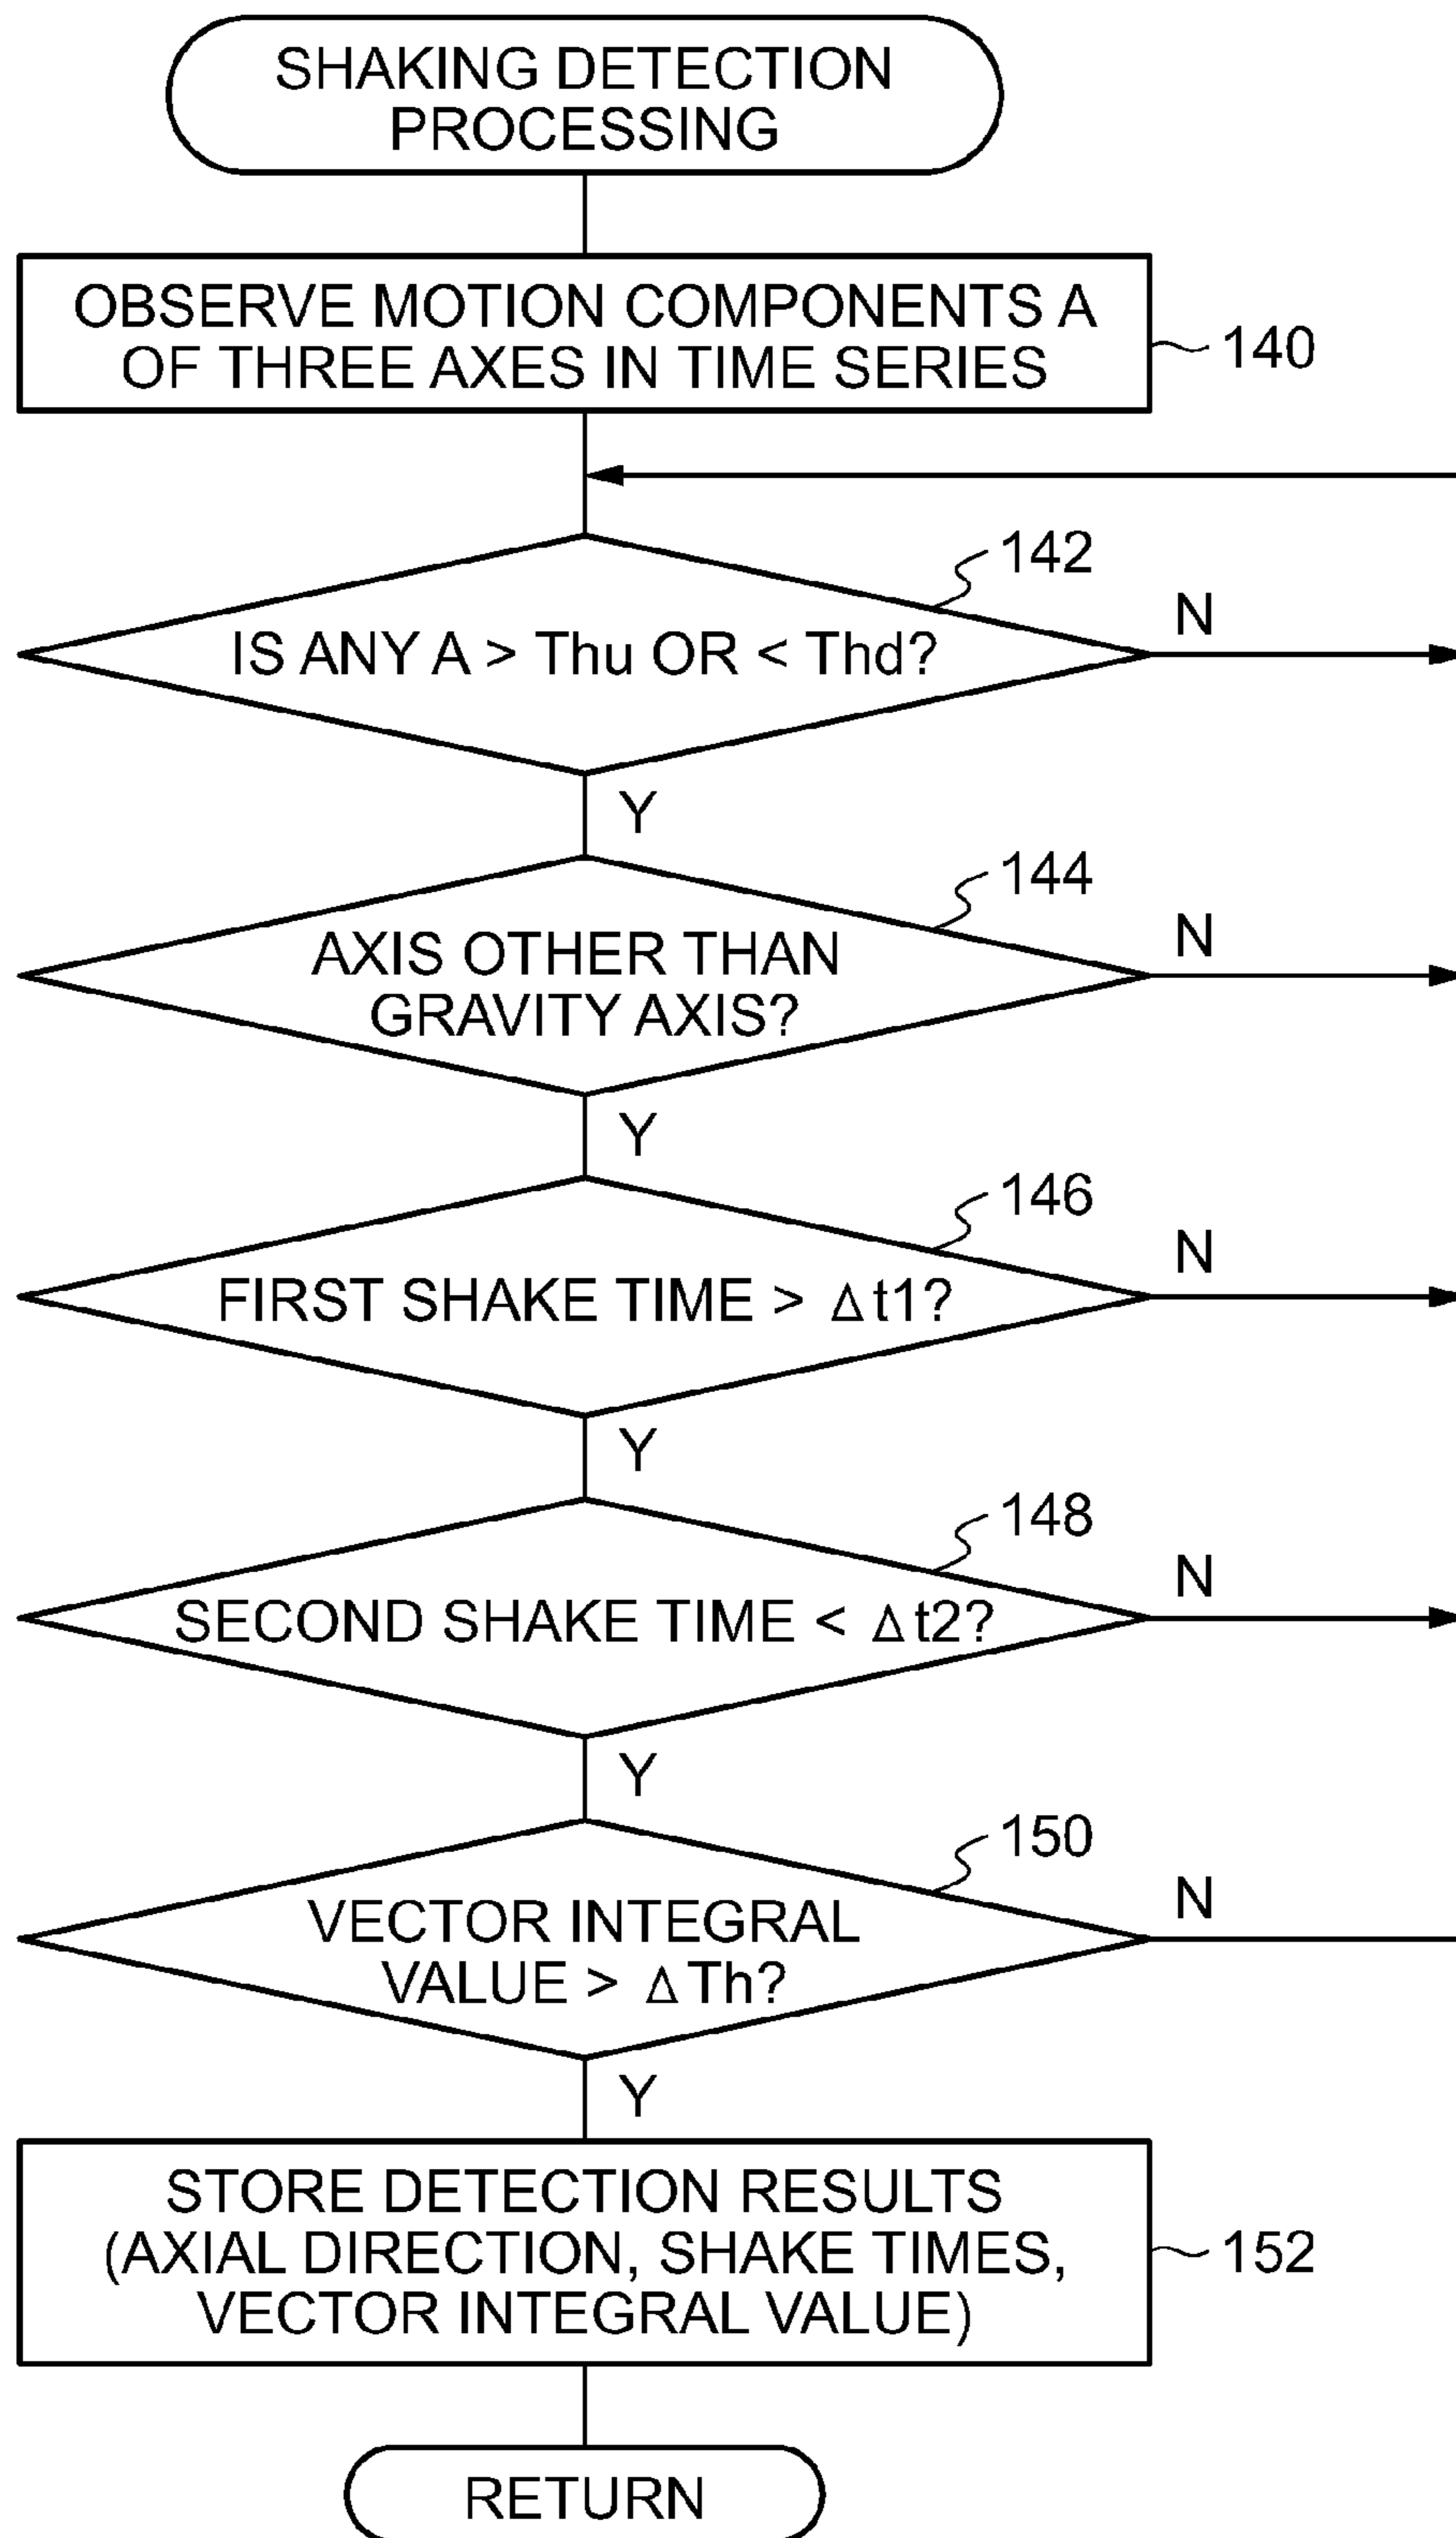 SHAKING DETECTION
PROCESSING
OBSERVE MOTION COMPONENTS A
OF THREE AXES IN TIME SERIES
140
142
IS ANY A > Thu OR < Thd?
N
Y
144
AXIS OTHER THAN
GRAVITY AXIS?
N
Y
146
FIRST SHAKE TIME > Δt1?
N
Y
148
SECOND SHAKE TIME < Δt2?
N
Y
150
VECTOR INTEGRAL
VALUE > ΔTh?
N
Y
STORE DETECTION RESULTS
(AXIAL DIRECTION, SHAKE TIMES,
VECTOR INTEGRAL VALUE)
152
RETURN